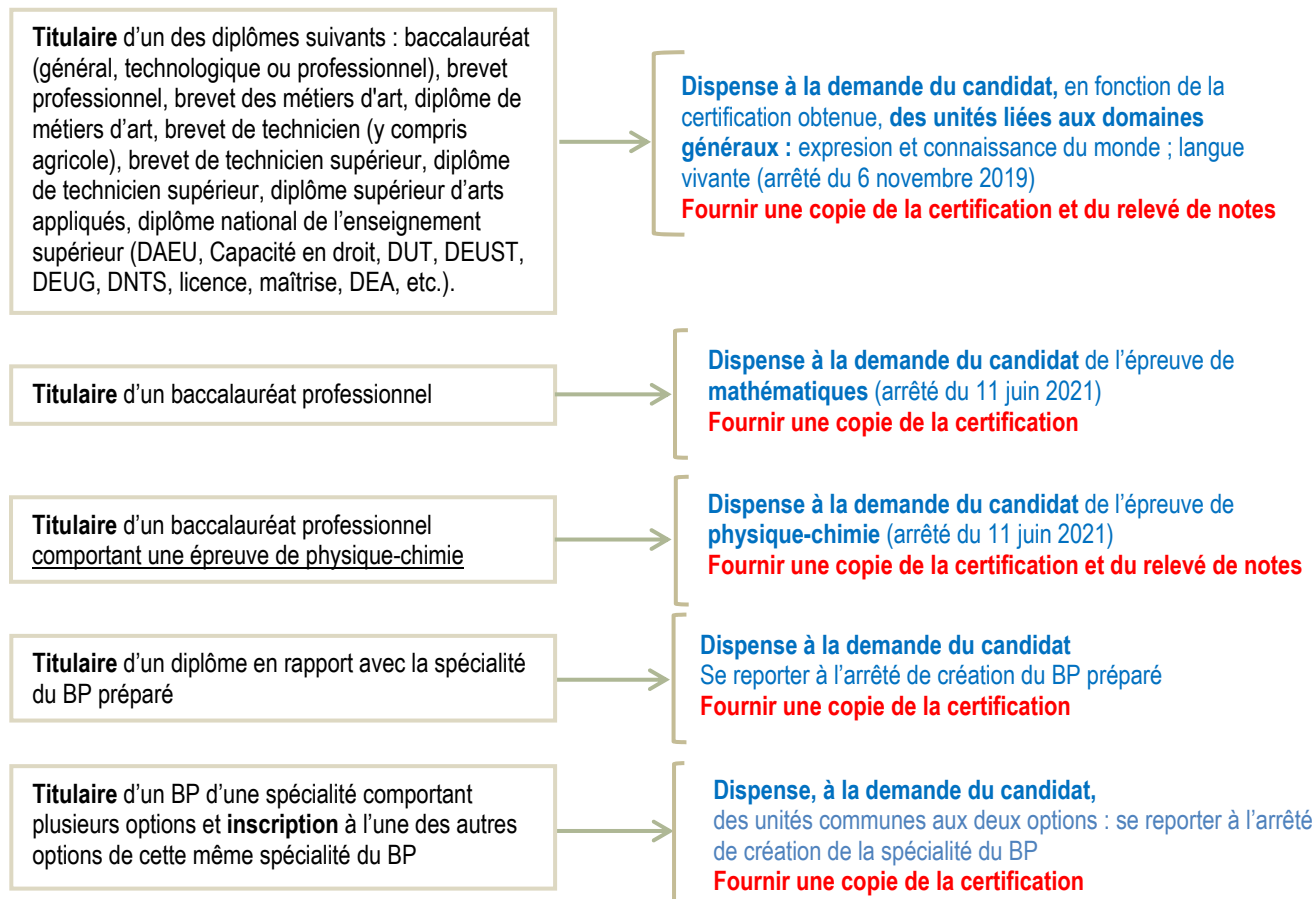 Titulaire d'un des diplômes suivants : baccalauréat
(général, technologique ou professionnel), brevet
professionnel, brevet des métiers d'art, diplôme de
métiers d'art, brevet de technicien (y compris
agricole), brevet de technicien supérieur, diplôme
de technicien supérieur, diplôme supérieur d'arts
appliqués, diplôme national de l'enseignement
supérieur (DAEU, Capacité en droit, DUT, DEUST,
DEUG, DNTS, licence, maîtrise, DEA, etc.).
Dispense à la demande du candidat, en fonction de la
certification obtenue, des unités liées aux domaines
généraux : expresion et connaissance du monde ; langue
vivante (arrêté du 6 novembre 2019)
Fournir une copie de la certification et du relevé de notes
Titulaire d'un baccalauréat professionnel
Dispense à la demande du candidat de l'épreuve de
mathématiques (arrêté du 11 juin 2021)
Fournir une copie de la certification
Titulaire d'un baccalauréat professionnel
comportant une épreuve de physique-chimie
Dispense à la demande du candidat de l'épreuve de
physique-chimie (arrêté du 11 juin 2021)
Fournir une copie de la certification et du relevé de notes
Titulaire d'un diplôme en rapport avec la spécialité
du BP préparé
Dispense à la demande du candidat
Se reporter à l'arrêté de création du BP préparé
Fournir une copie de la certification
Titulaire d'un BP d'une spécialité comportant
plusieurs options et inscription à l'une des autres
options de cette même spécialité du BP
Dispense, à la demande du candidat,
des unités communes aux deux options : se reporter à l'arrêté
de création de la spécialité du BP
Fournir une copie de la certification